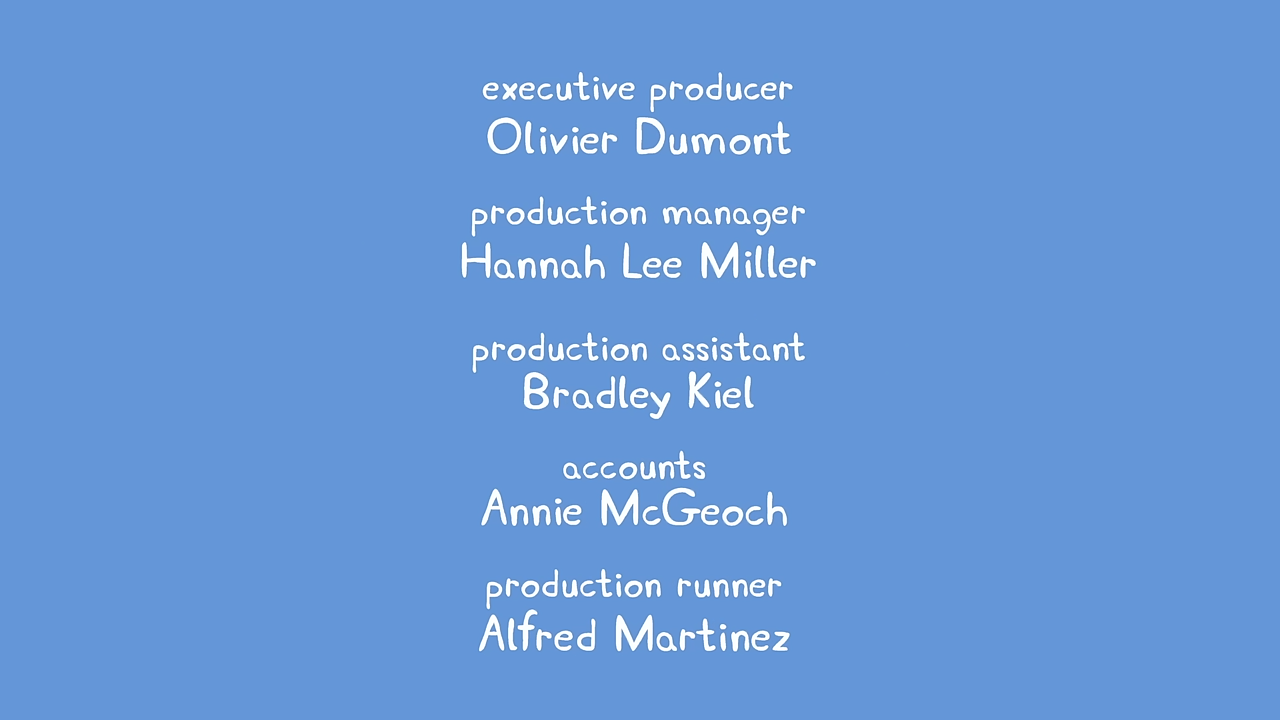 executive producer
Olivier Dumont
production manager
Hannah Lee Miller
production assistant
Bradley Kiel
accounts
Annie McGeoch
production runner
Alfred Martinez